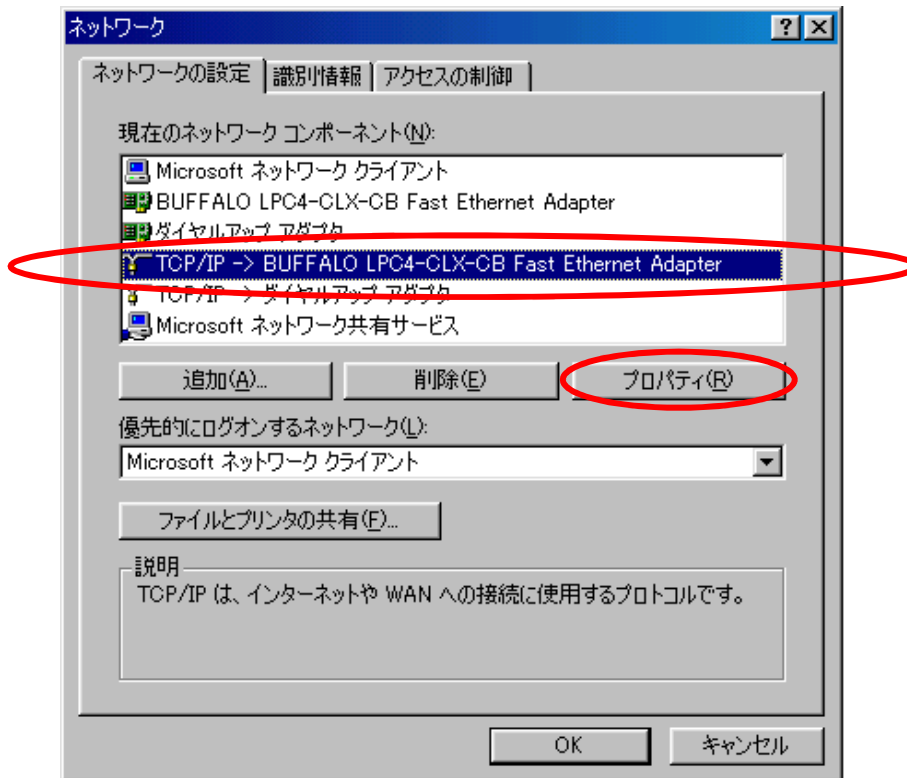 ネットワーク
ネットワークの設定 識別情報 アクセスの制御
現在のネットワーク コンポーネント(N):
Microsoft ネットワーク クライアント
BUFFALO LPC4-CLX-CB Fast Ethernet Adapter
ダイヤルアップ アダプタ
TCP/IP -> BUFFALO LPC4-CLX-CB Fast Ethernet Adapter
TCP/IP -> ダイヤルアップ アダプタ
Microsoft ネットワーク共有サービス
追加(A)... 削除(E) プロパティ(R)
優先的にログオンするネットワーク(L):
Microsoft ネットワーク クライアント
ファイルとプリンタの共有(F)...
説明
TCP/IP は、インターネットや WAN への接続に使用するプロトコルです。
OK キャンセル